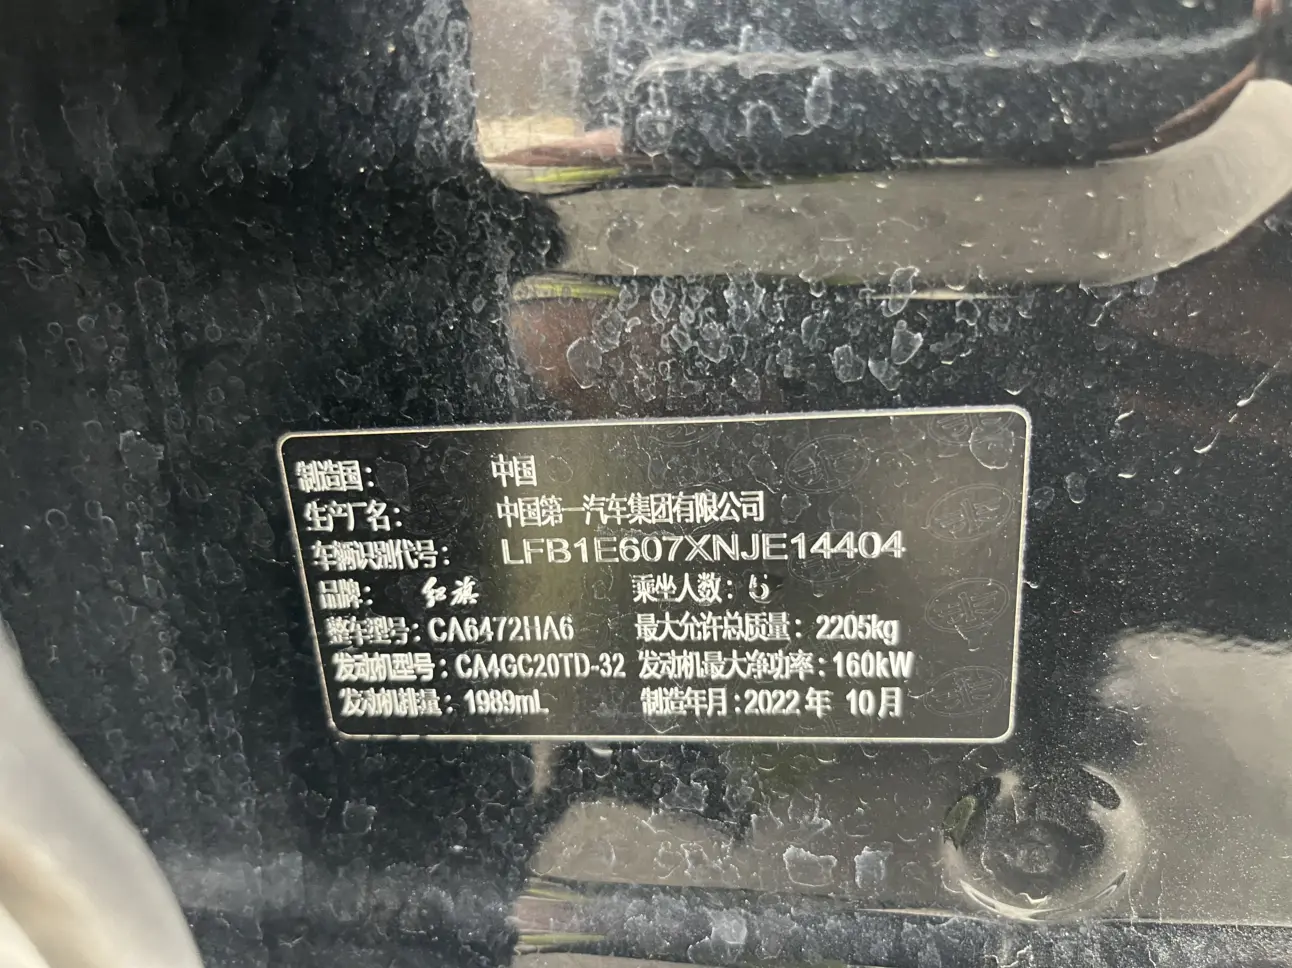 制造国： 中国
生产厂名： 中国第一汽车集团有限公司
车辆识别代号： LFB1E607XNJE14404
品牌： 红旗 乘坐人数： 5
整车型号：CA6472HA6 最大允许总质量：2205kg
发动机型号：CA4GC20TD-32 发动机最大净功率：160kW
发动机排量：1989mL 制造年月：2022年 10月